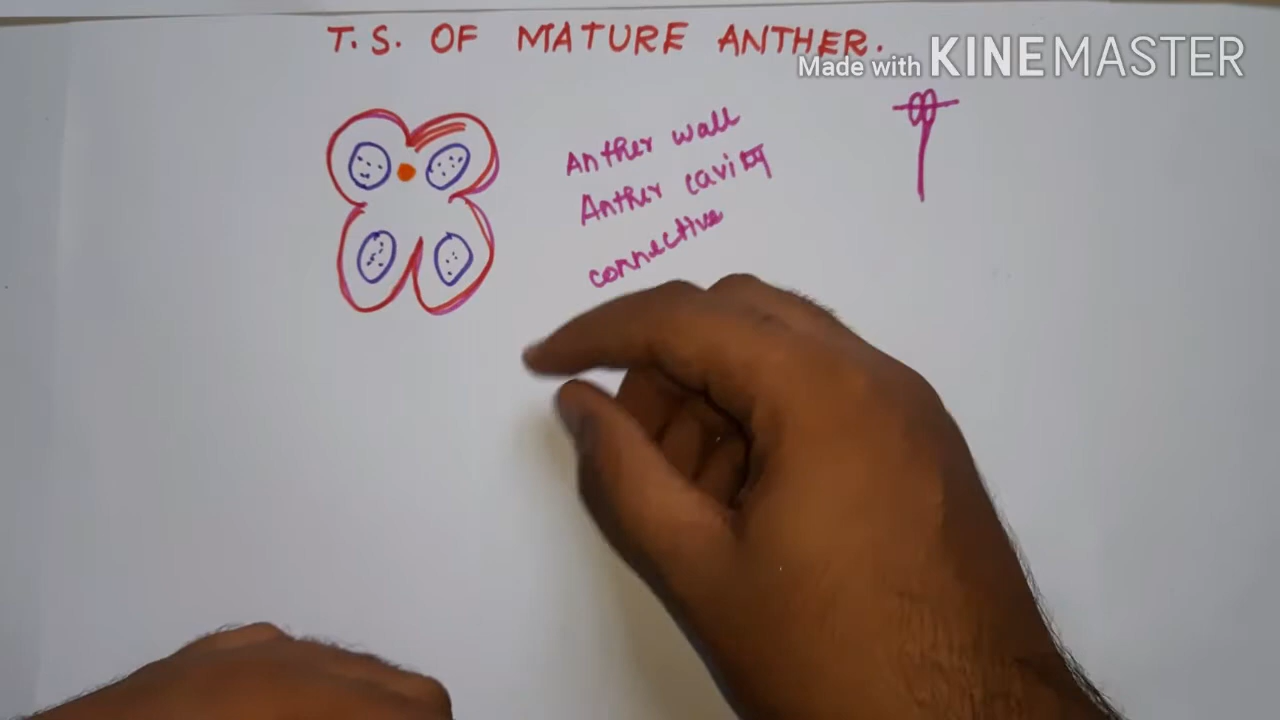 T.S. OF MATURE ANTHER.
Made with KINEMASTER
Anther wall
Anther cavity
connective